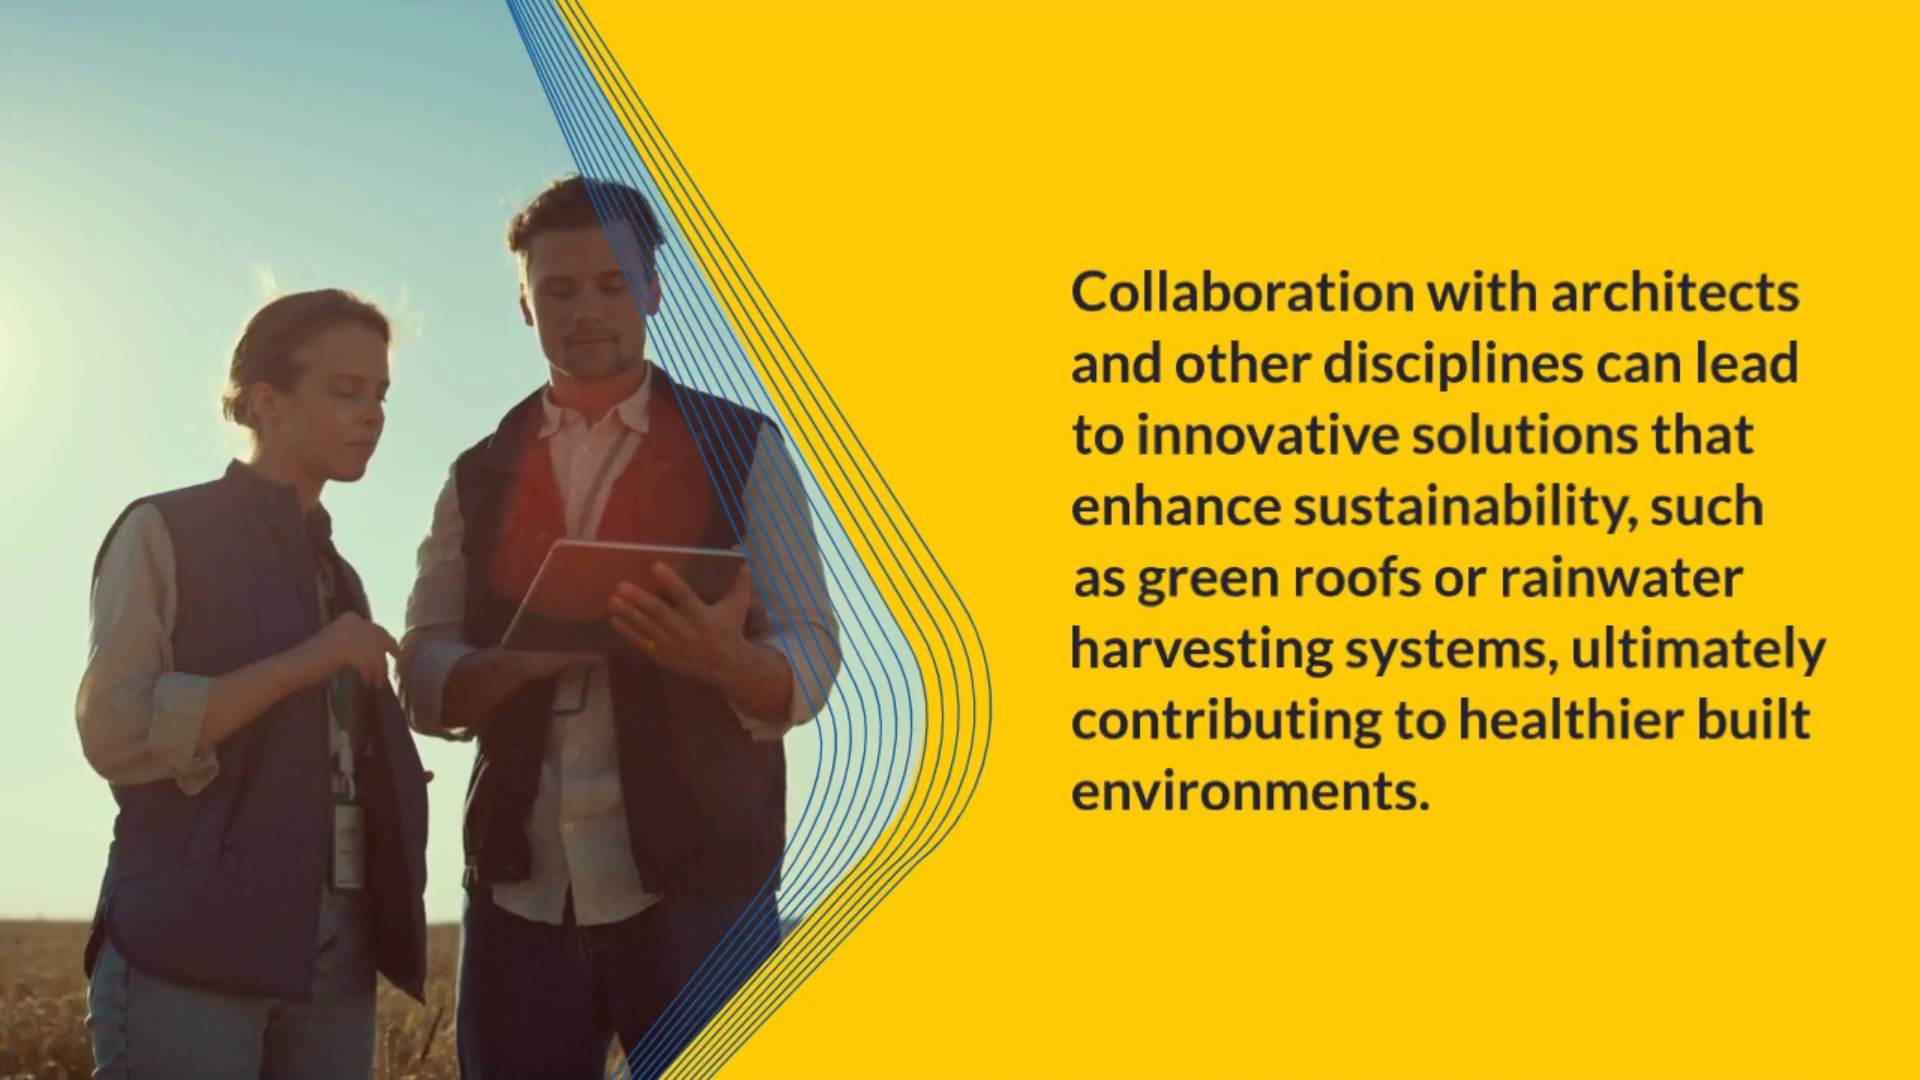 Collaboration with architects
and other disciplines can lead
to innovative solutions that
enhance sustainability, such
as green roofs or rainwater
harvesting systems, ultimately
contributing to healthier built
environments.